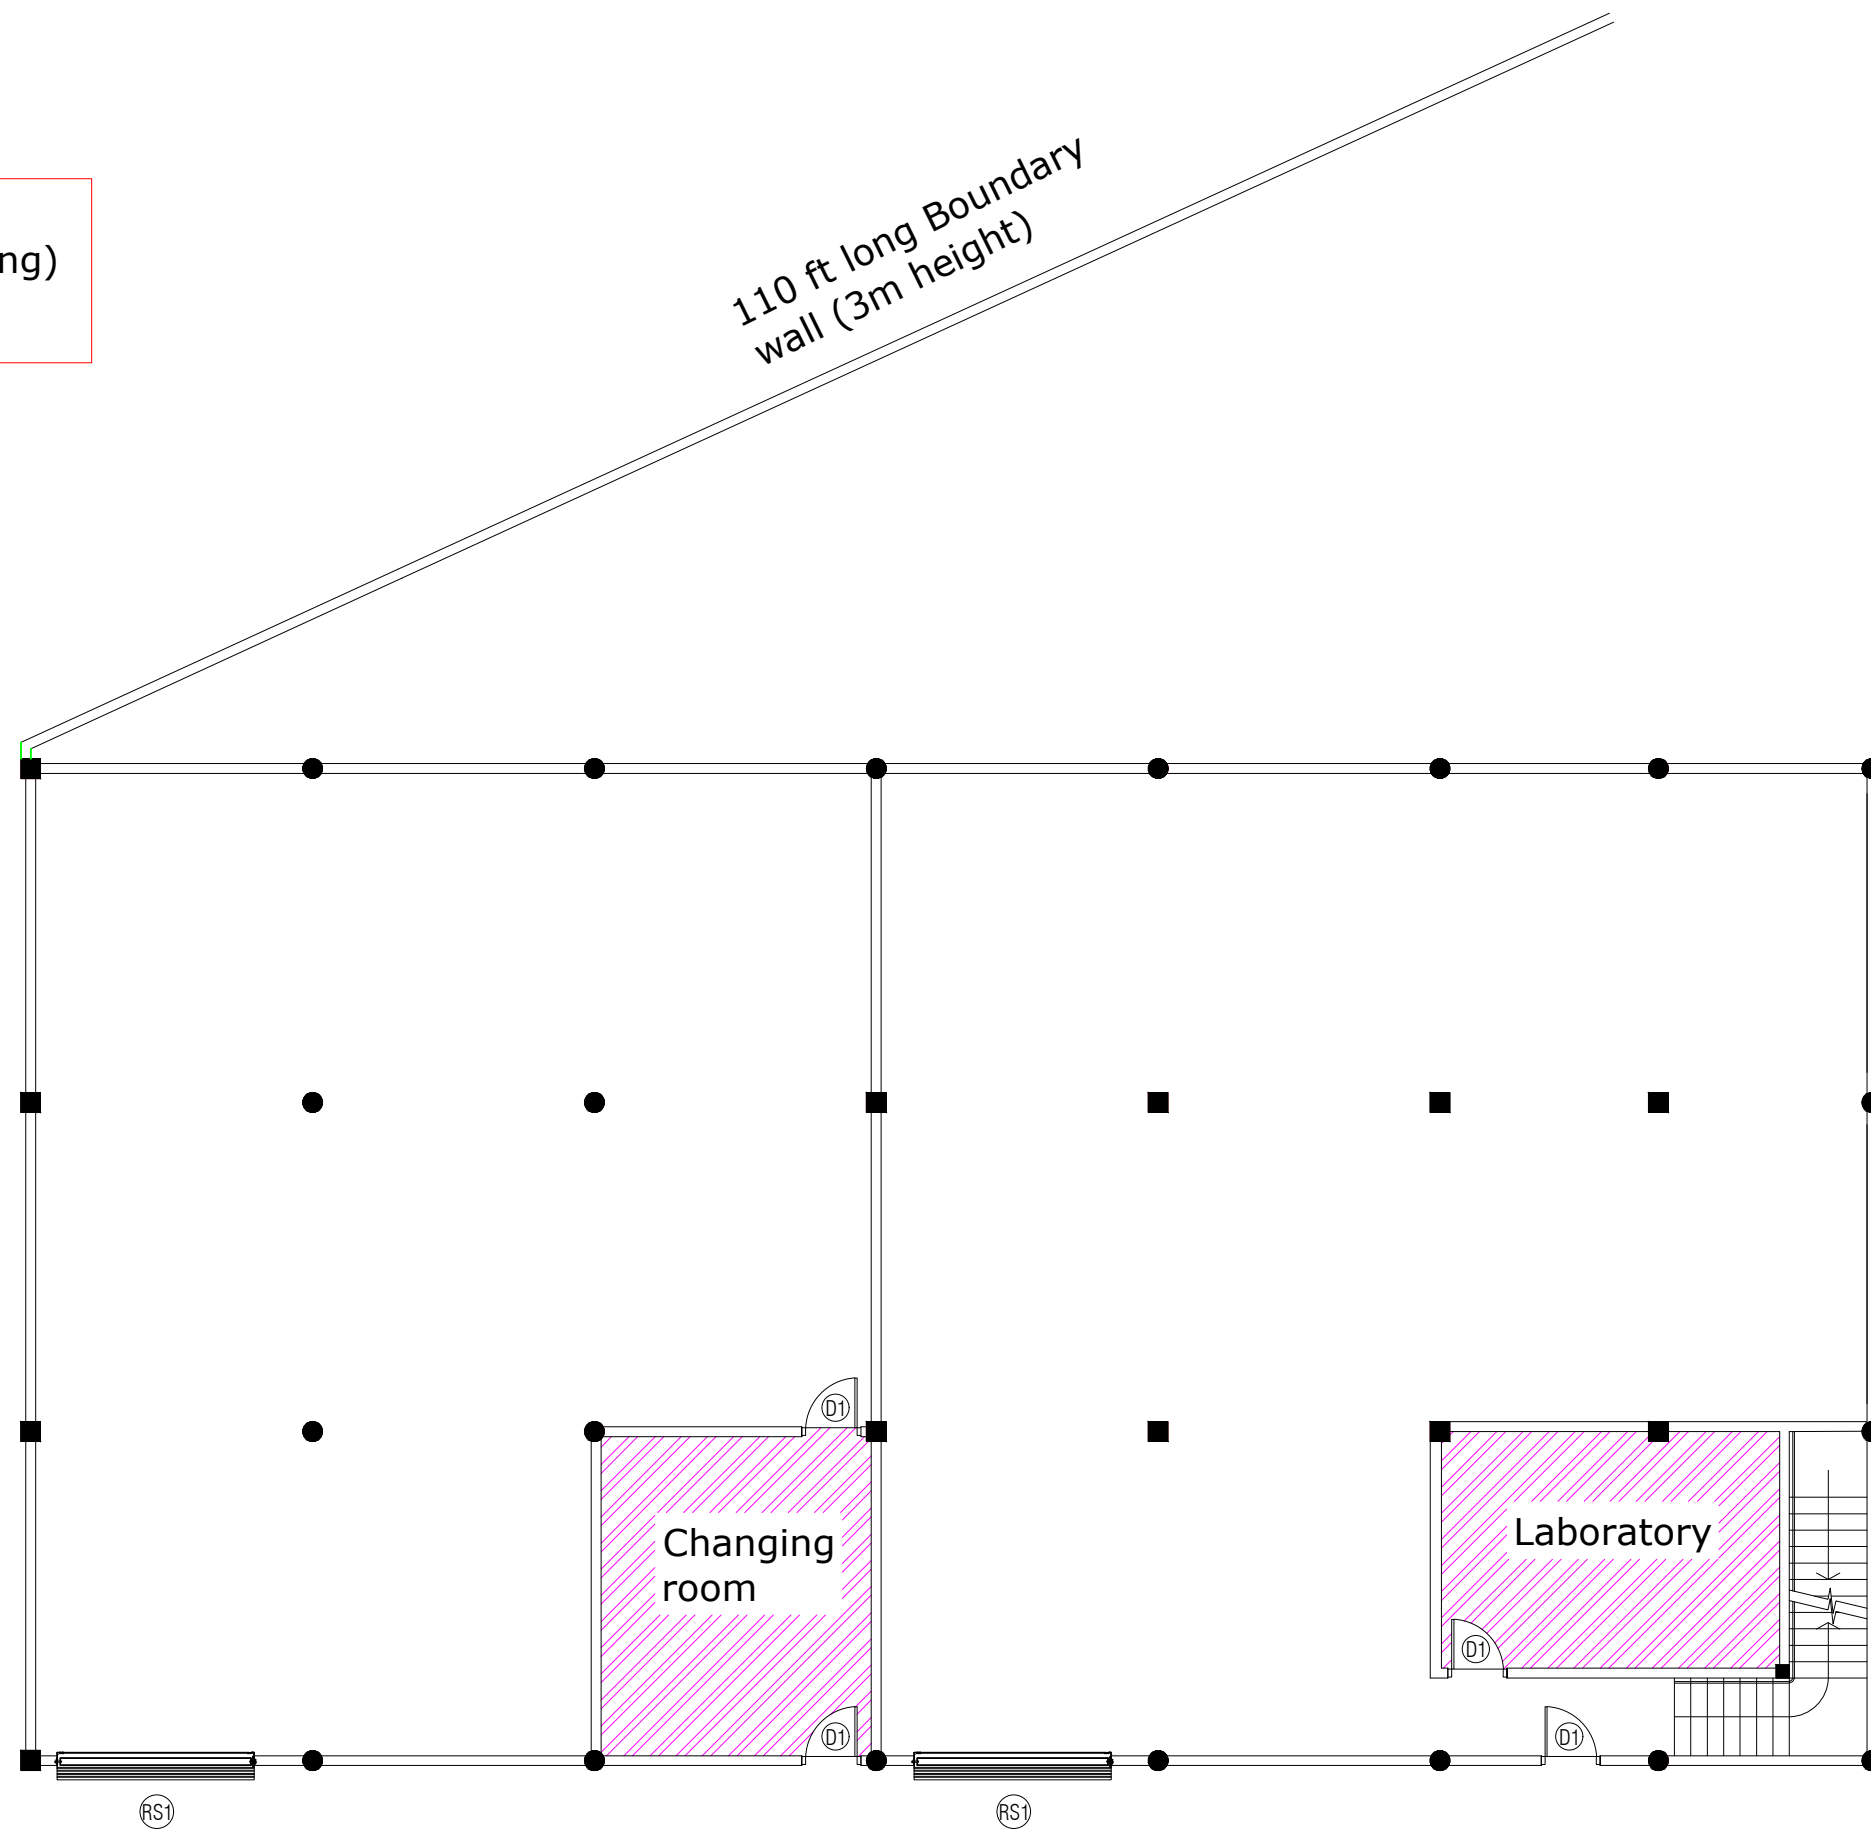 110 ft long Boundary
wall (3m height)
ng)
D1
Changing
room
Laboratory
D1
D1
D1
RS1
RS1